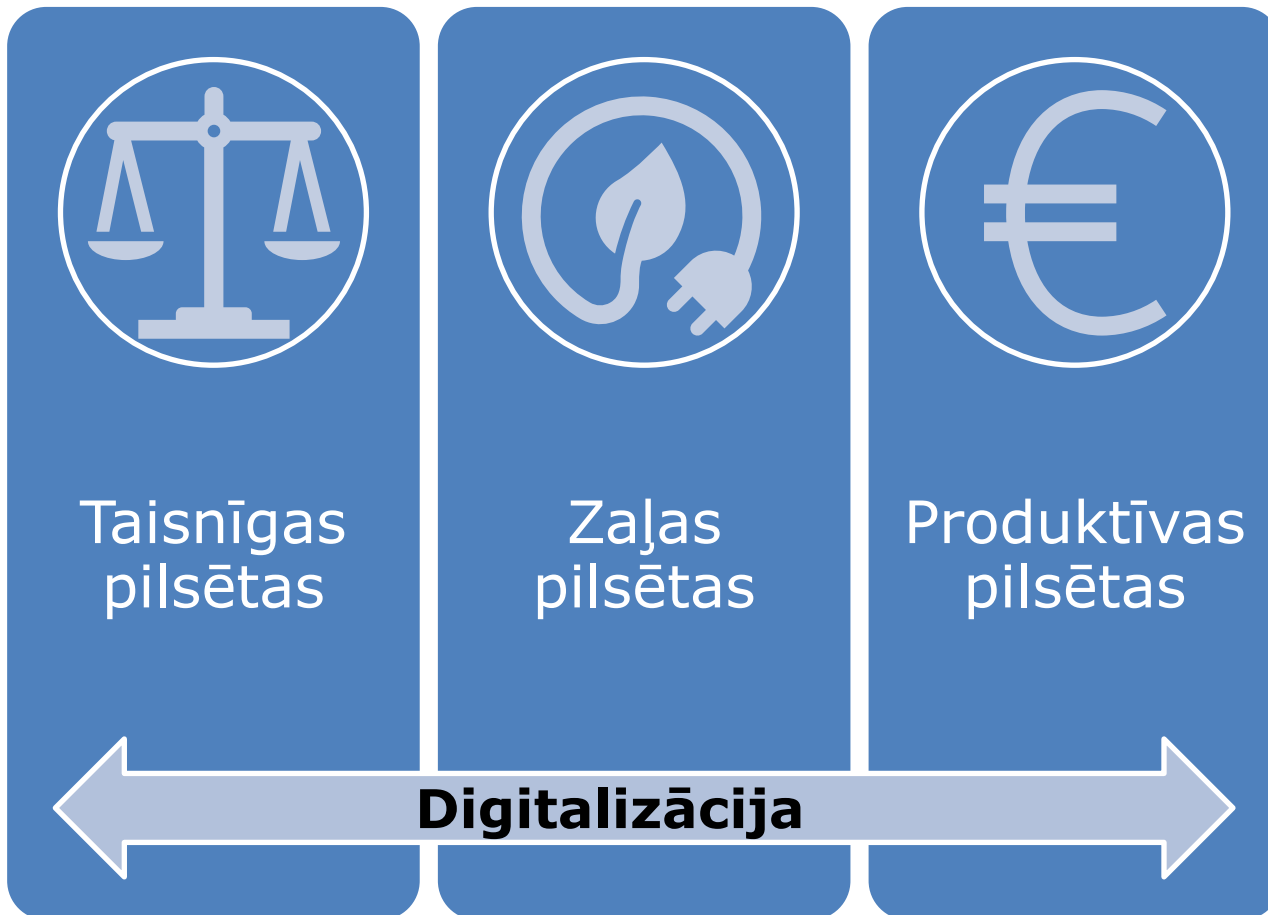 Taisnīgas
pilsētas
Zaļas
pilsētas
Produktīvas
pilsētas
Digitalizācija